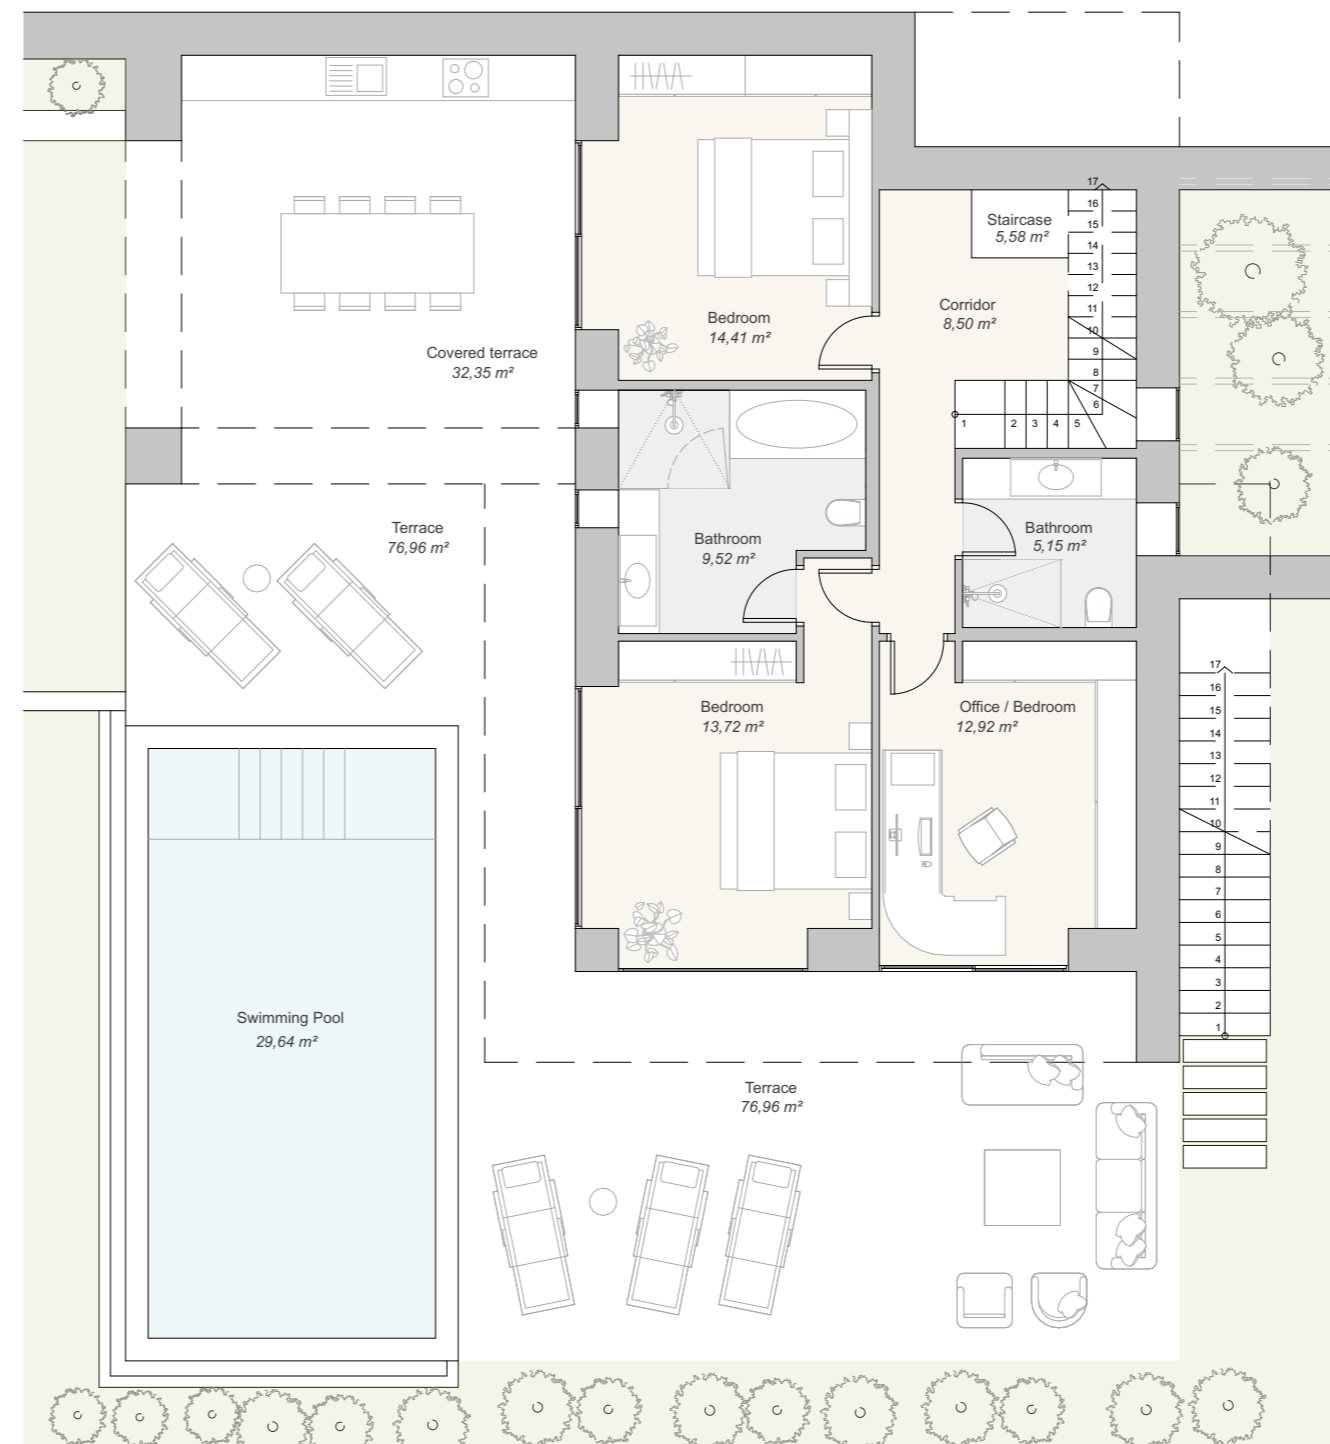 Staircase
5,58 m²
Corridor
8,50 m²
Bedroom
14,41 m²
Covered terrace
32,35 m²
17
16
15
14
13
12
11
10
9
8
7
6
1
2
3
4
5
Terrace
76,96 m²
Bathroom
9,52 m²
Bathroom
5,15 m²
Bedroom
13,72 m²
Office / Bedroom
12,92 m²
17
16
15
14
13
12
11
10
9
8
7
6
5
4
3
2
1
Swimming Pool
29,64 m²
Terrace
76,96 m²